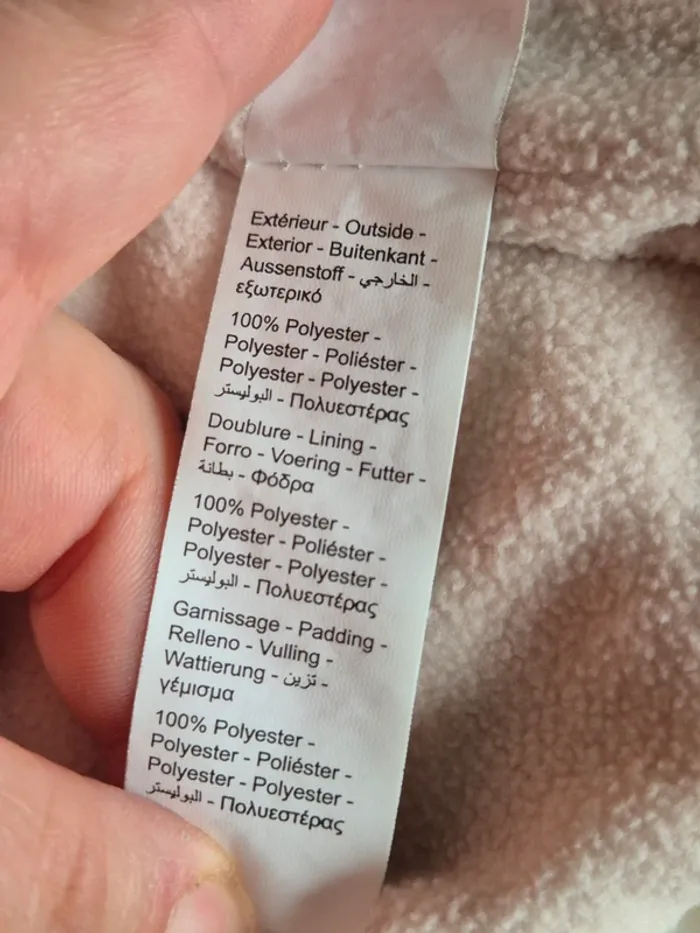 Extérieur - Outside -
Exterior - Buitenkant -
Aussenstoff - الخارجي -
εξωτερικό
100% Polyester -
Polyester - Poliéster -
Polyester - Polyester -
البوليستر - Πολυεστέρας
Doublure - Lining -
Forro - Voering - Futter -
بطانة - Φόδρα
100% Polyester -
Polyester - Poliéster -
Polyester - Polyester -
البوليستر - Πολυεστέρας
Garnissage - Padding -
Relleno - Vulling -
Wattierung - تزين -
γέμισμα
100% Polyester -
Polyester - Poliéster -
Polyester - Polyester -
البوليستر - Πολυεστέρας